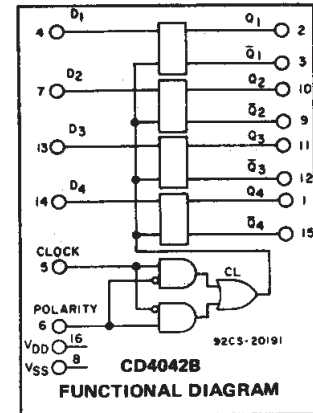 D1
4
Q1
2
Q̅1
3
D2
7
Q2
10
Q̅2
9
D3
13
Q3
11
Q̅3
12
D4
14
Q4
1
Q̅4
15
CLOCK
5
CL
POLARITY
6
92CS-20191
VDD 16
VSS 8
CD4042B
FUNCTIONAL DIAGRAM